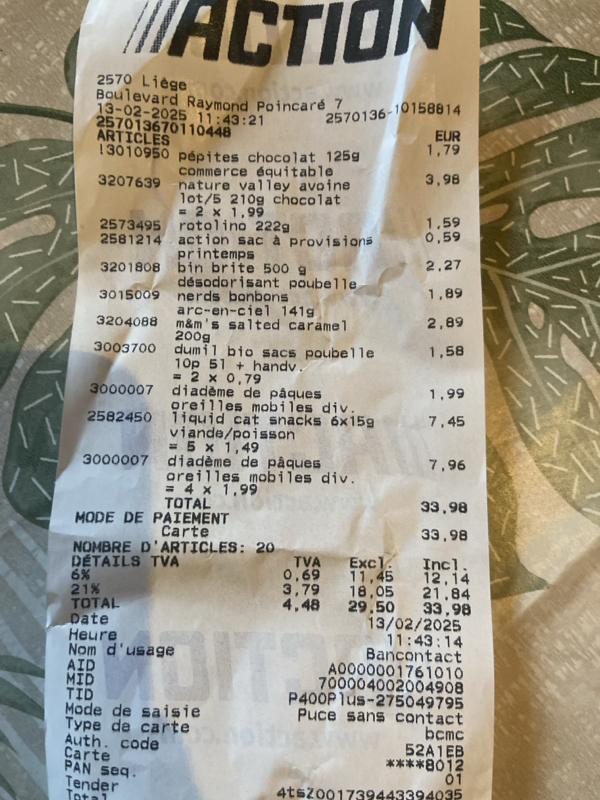 ACTION
2570 Liège
Boulevard Raymond Poincaré 7
13-02-2025 11:43:21 2570136-10158814
257013670110448
ARTICLES EUR
!3010950 pépites chocolat 125g 1,79
commerce équitable
3207639 nature valley avoine 3,98
lot/5 210g chocolat
= 2 x 1,99
2573495 rotolino 222g 1,59
2581214 action sac à provisions 0,59
printemps
3201808 bin brite 500 g 2,27
désodorisant poubelle
3015009 nerds bonbons 1,89
arc-en-ciel 141g
3204088 m&m's salted caramel 2,89
200g
3003700 dumil bio sacs poubelle 1,58
10p 5l + handv.
= 2 x 0,79
3000007 diadème de pâques 1,99
oreilles mobiles div.
2582450 liquid cat snacks 6x15g 7,45
viande/poisson
= 5 x 1,49
3000007 diadème de pâques 7,96
oreilles mobiles div.
= 4 x 1,99
TOTAL 33,98
MODE DE PAIEMENT
Carte 33,98
NOMBRE D'ARTICLES: 20
DÉTAILS TVA TVA Excl. Incl.
6% 0,69 11,45 12,14
21% 3,79 18,05 21,84
TOTAL 4,48 29,50 33,98
Date 13/02/2025
Heure 11:43:14
Nom d'usage Bancontact
AID A0000001761010
MID 700004002004908
TID P400Plus-275049795
Mode de saisie Puce sans contact
Type de carte bcmc
Auth. code 52A1EB
Carte ****8012
PAN seq. 01
Tender 4tsZ001739443394035
Total